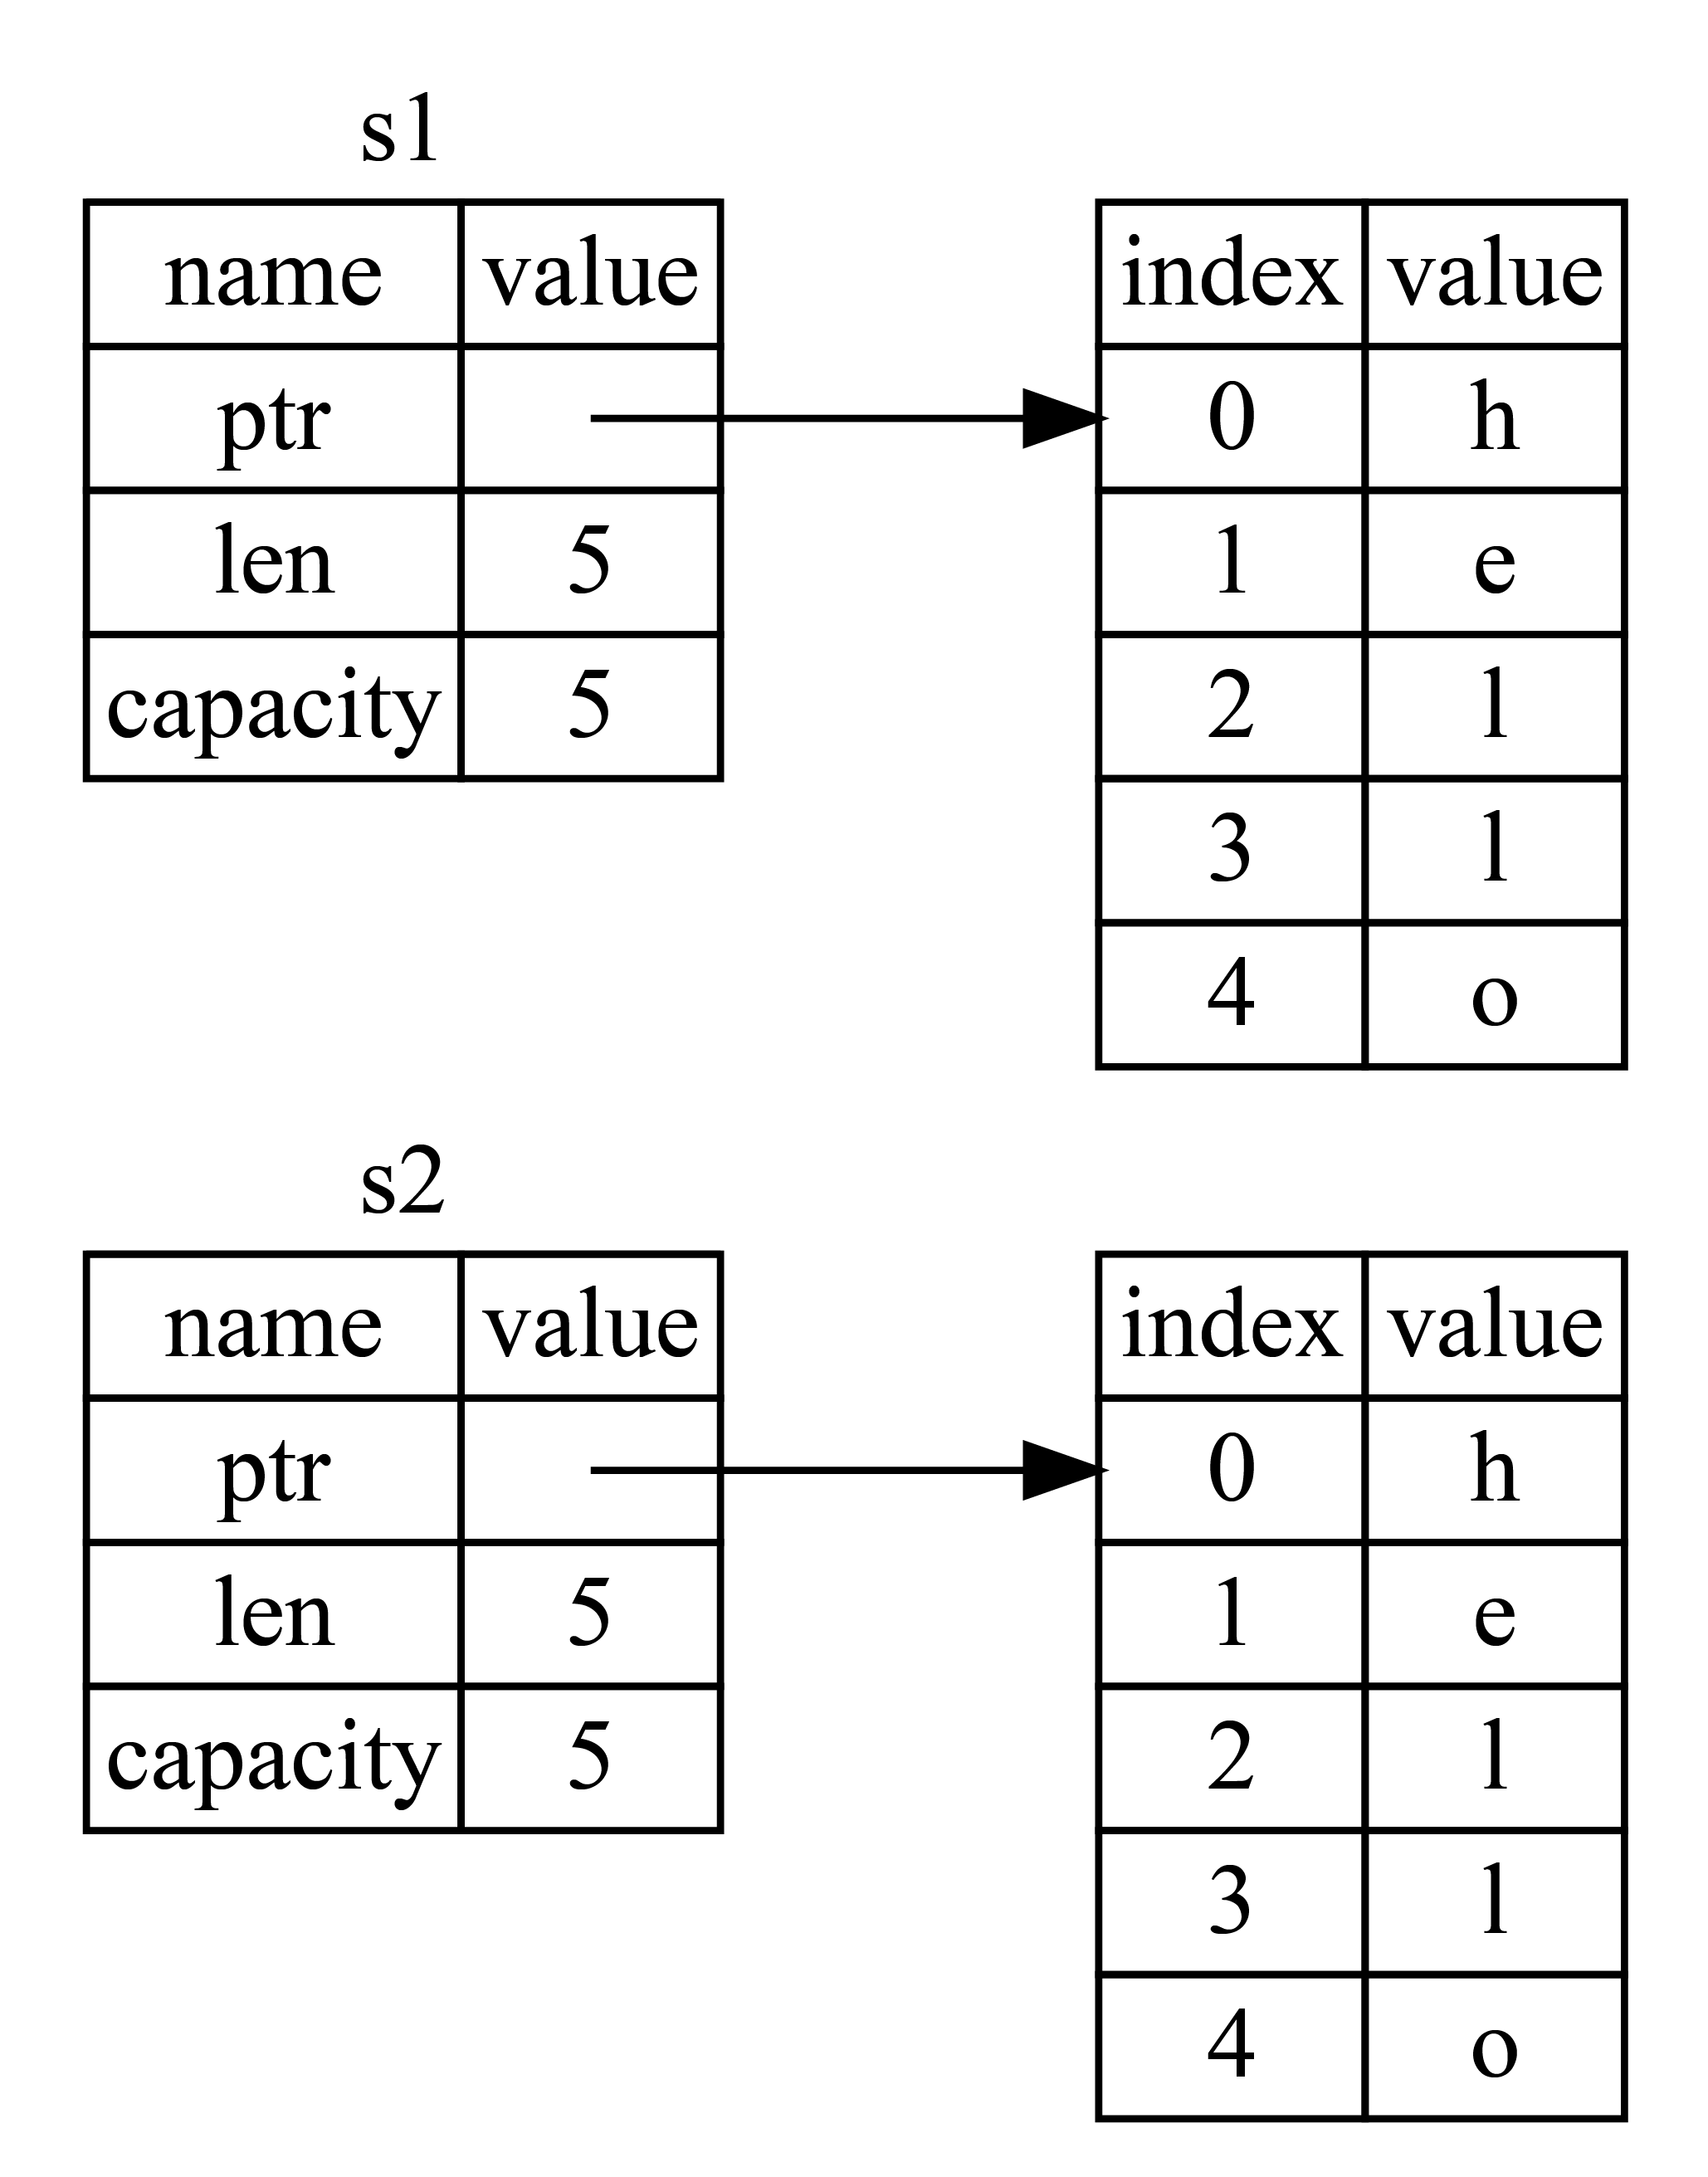 s1
name value
ptr
len 5
capacity 5
index value
0 h
1 e
2 l
3 l
4 o
s2
name value
ptr
len 5
capacity 5
index value
0 h
1 e
2 l
3 l
4 o